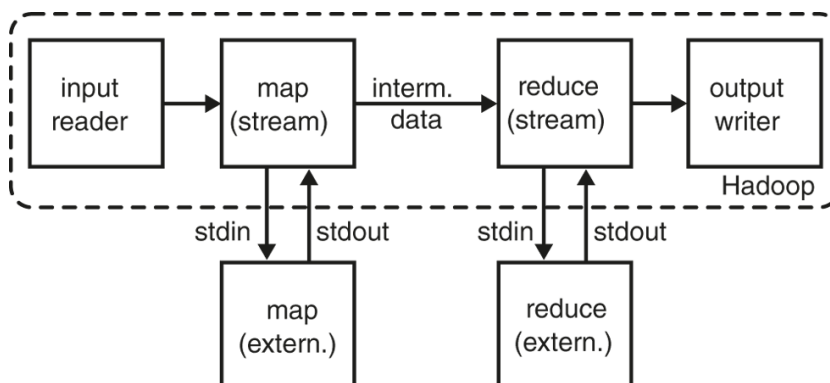 input
reader
map
(stream)
interm.
data
reduce
(stream)
output
writer
Hadoop
stdin
stdout
stdin
stdout
map
(extern.)
reduce
(extern.)